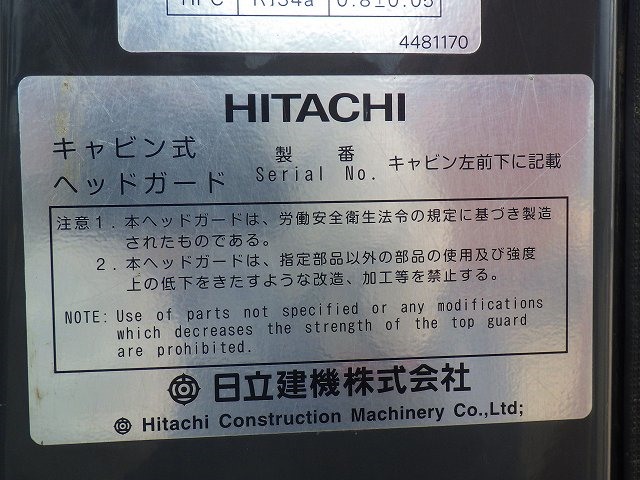 HFC R134a 0.8±0.05
4481170
HITACHI
キャビン式
ヘッドガード
製番
Serial No.
キャビン左前下に記載
注意1．本ヘッドガードは、労働安全衛生法令の規定に基づき製造
されたものである。
2．本ヘッドガードは、指定部品以外の部品の使用及び強度
上の低下をきたすような改造、加工等を禁止する。
NOTE: Use of parts not specified or any modifications
which decreases the strength of the top guard
are prohibited.
日立建機株式会社
Hitachi Construction Machinery Co.,Ltd;